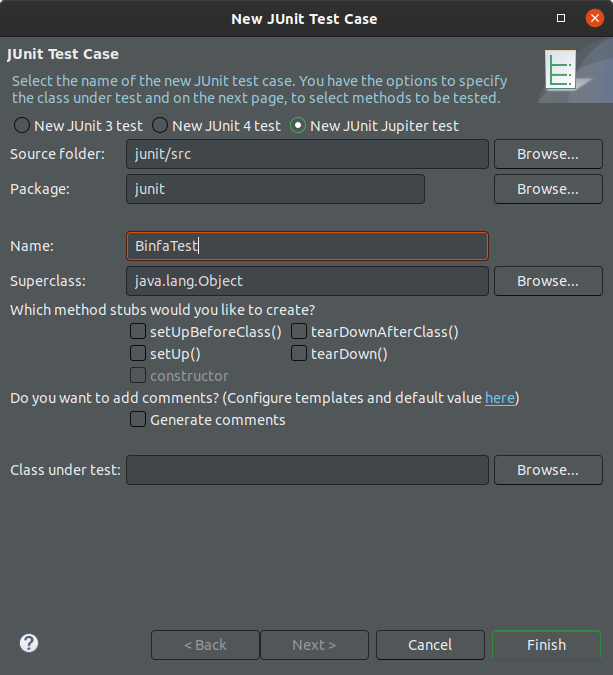 New JUnit Test Case
JUnit Test Case
Select the name of the new JUnit test case. You have the options to specify
the class under test and on the next page, to select methods to be tested.
New JUnit 3 test New JUnit 4 test New JUnit Jupiter test
Source folder: junit/src Browse...
Package: junit Browse...
Name: BinfaTest
Superclass: java.lang.Object Browse...
Which method stubs would you like to create?
setUpBeforeClass() tearDownAfterClass()
setUp() tearDown()
constructor
Do you want to add comments? (Configure templates and default value here)
Generate comments
Class under test: Browse...
? < Back Next > Cancel Finish